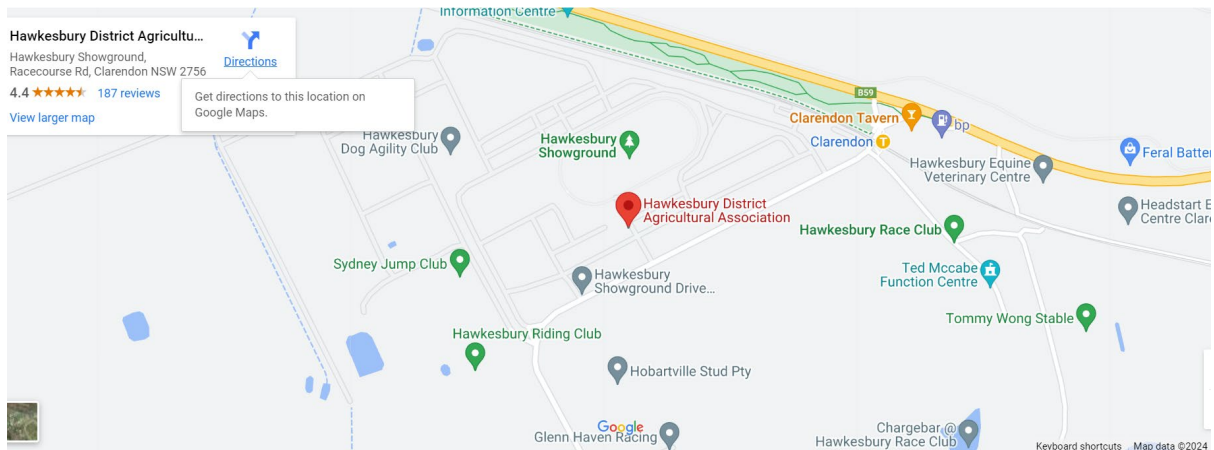 Information Centre
Hawkesbury District Agricultu...
Hawkesbury Showground,
Racecourse Rd, Clarendon NSW 2756
4.4
187 reviews
View larger map
Directions
Get directions to this location on
Google Maps.
B59
Clarendon Tavern
bp
Clarendon
T
Hawkesbury
Dog Agility Club
Hawkesbury
Showground
Hawkesbury Equine
Veterinary Centre
Feral Batter
Hawkesbury District
Agricultural Association
Headstart E
Centre Clare
Hawkesbury Race Club
Sydney Jump Club
Hawkesbury
Showground Drive...
Ted Mccabe
Function Centre
Tommy Wong Stable
Hawkesbury Riding Club
Hobartville Stud Pty
Google
Glenn Haven Racing
Chargebar @
Hawkesbury Race Club
Keyboard shortcuts
Map data ©2024